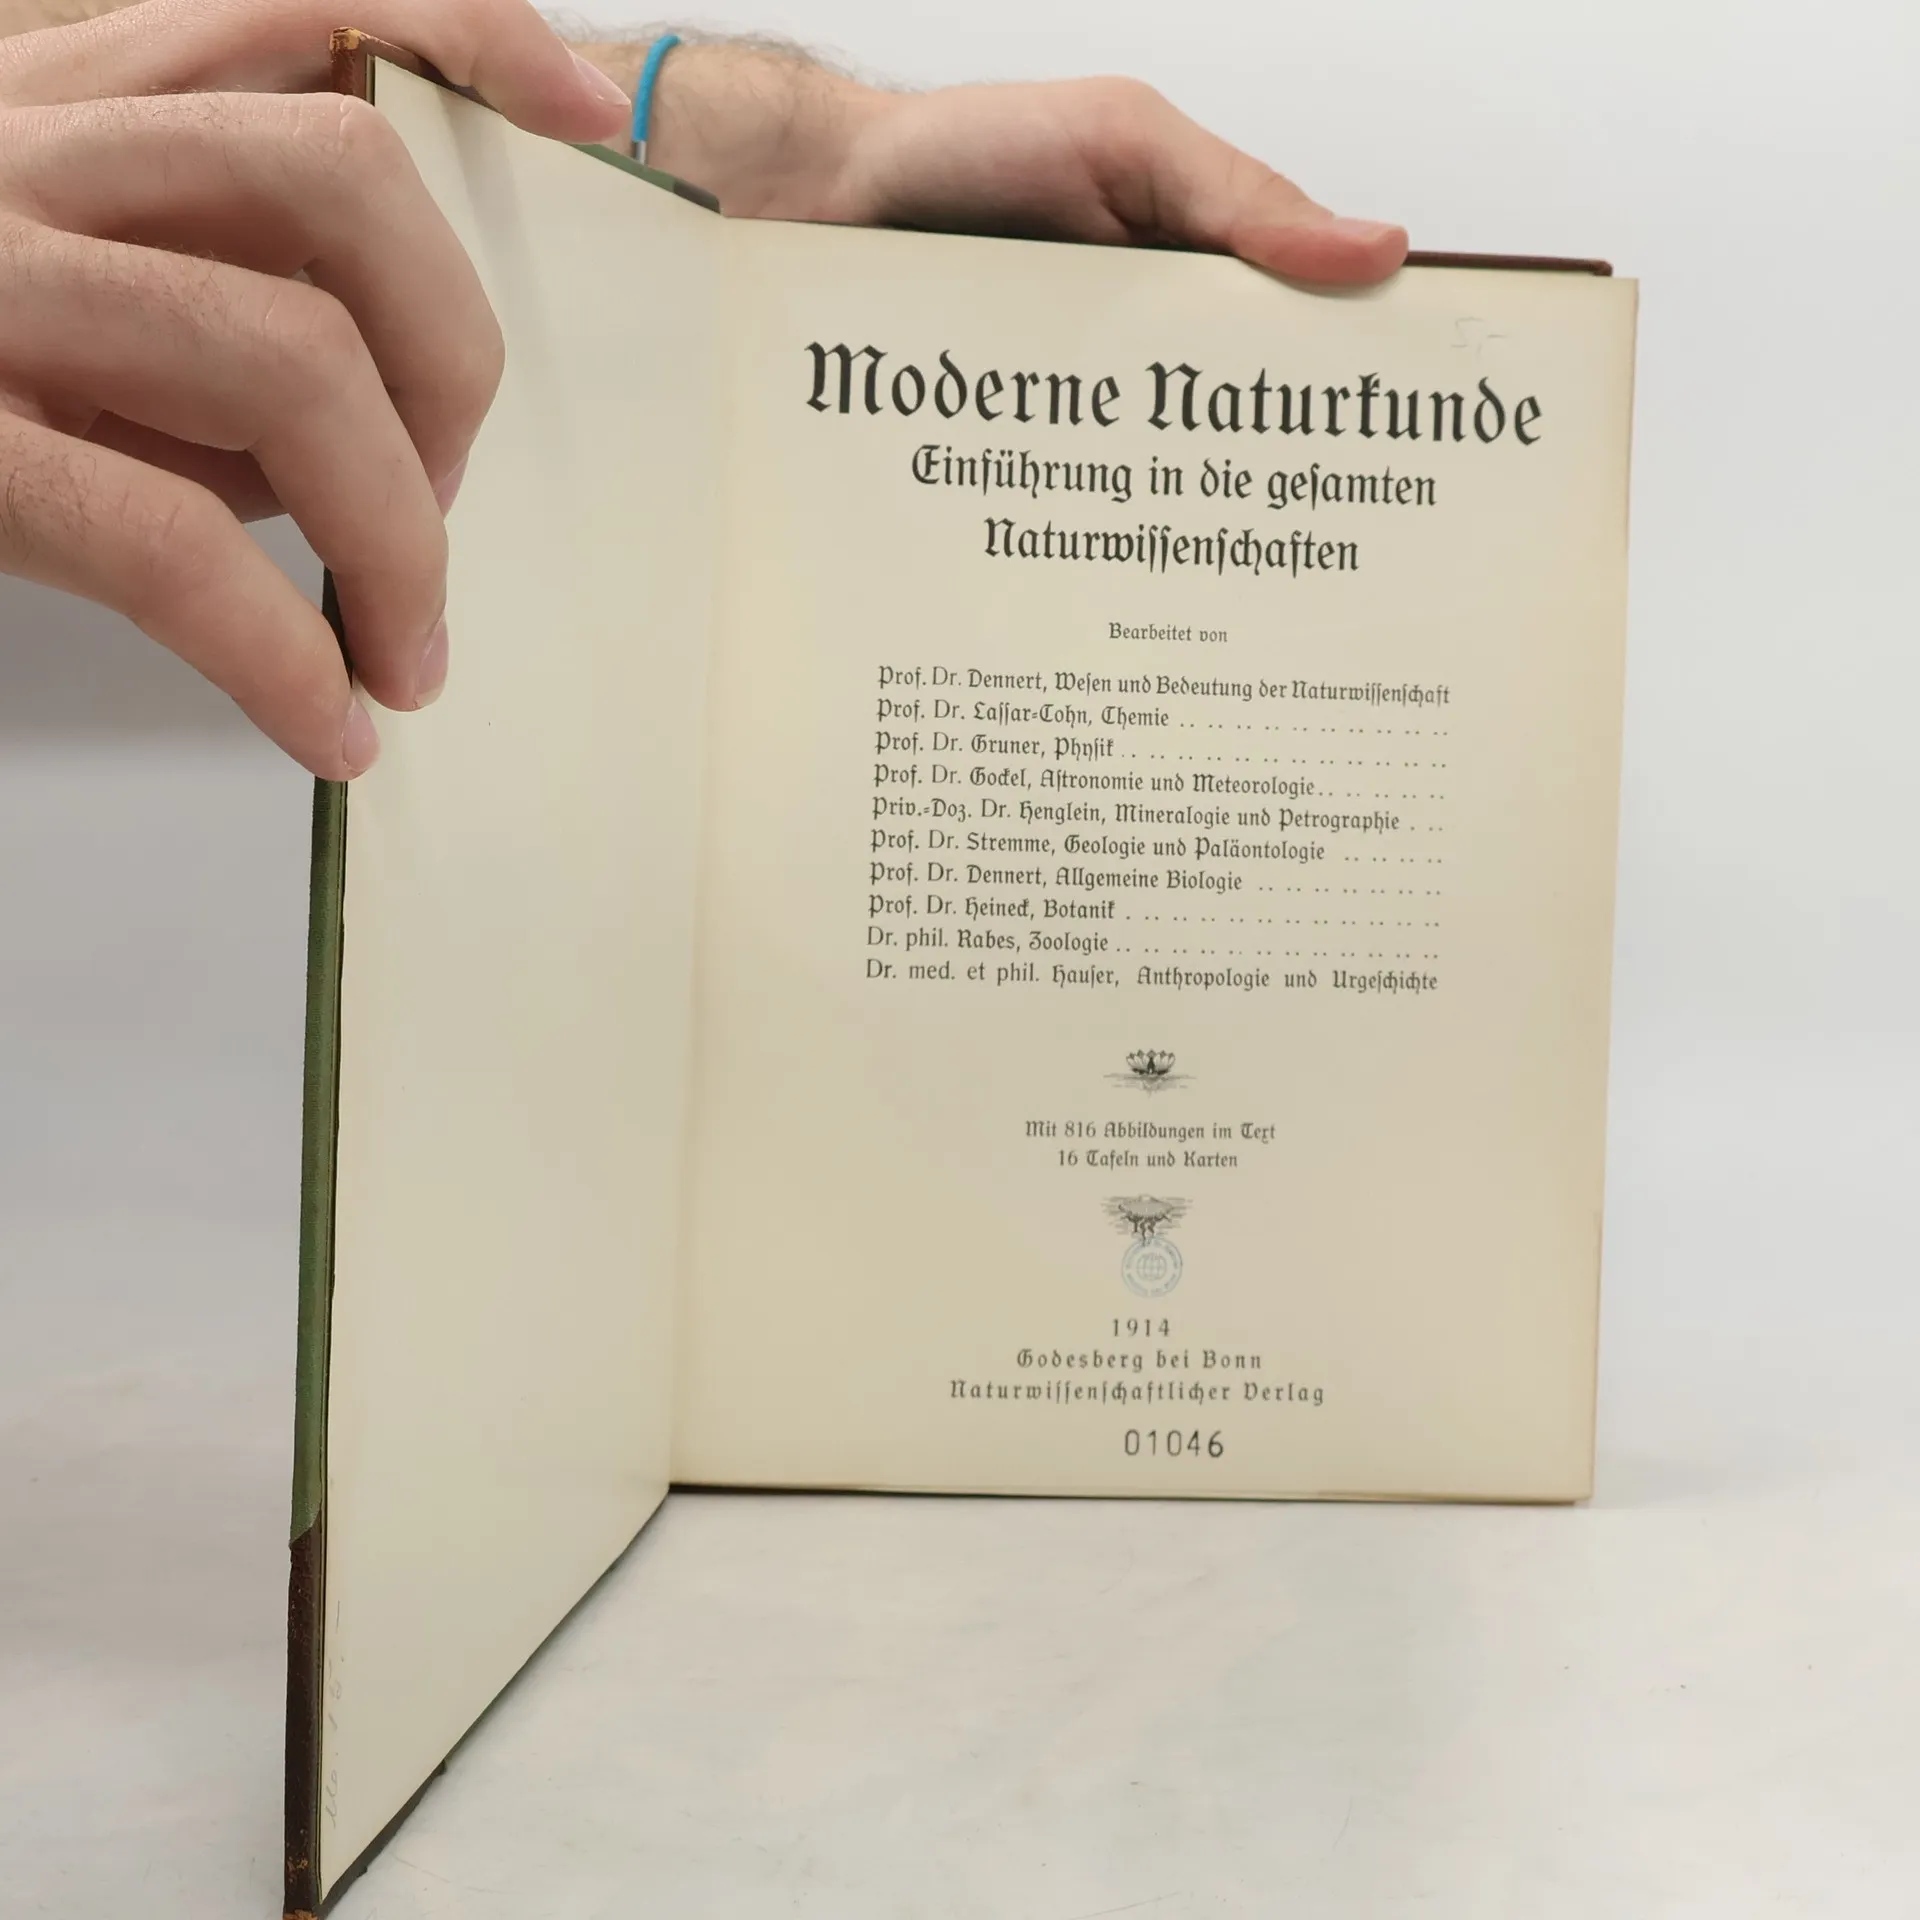 Moderne Naturkunde
Einführung in die gesamten
Naturwissenschaften
Bearbeitet von
Prof. Dr. Dennert, Wesen und Bedeutung der Naturwissenschaft
Prof. Dr. Lassar-Cohn, Chemie .. .. .. .. .. .. .. .. .. ..
Prof. Dr. Gruner, Physik .. .. .. .. .. .. .. .. .. .. .. ..
Prof. Dr. Gockel, Astronomie und Meteorologie.. .. .. .. ..
Priv.-Doz. Dr. Henglein, Mineralogie und Petrographie . ..
Prof. Dr. Stremme, Geologie und Paläontologie .. .. .. ..
Prof. Dr. Dennert, Allgemeine Biologie .. .. .. .. .. .. ..
Prof. Dr. Heineck, Botanik . .. .. .. .. .. .. .. .. .. .. ..
Dr. phil. Rabes, Zoologie .. .. .. .. .. .. .. .. .. .. .. ..
Dr. med. et phil. Hauser, Anthropologie und Urgeschichte
Mit 816 Abbildungen im Text
16 Tafeln und Karten
1914
Godesberg bei Bonn
Naturwissenschaftlicher Verlag
01046